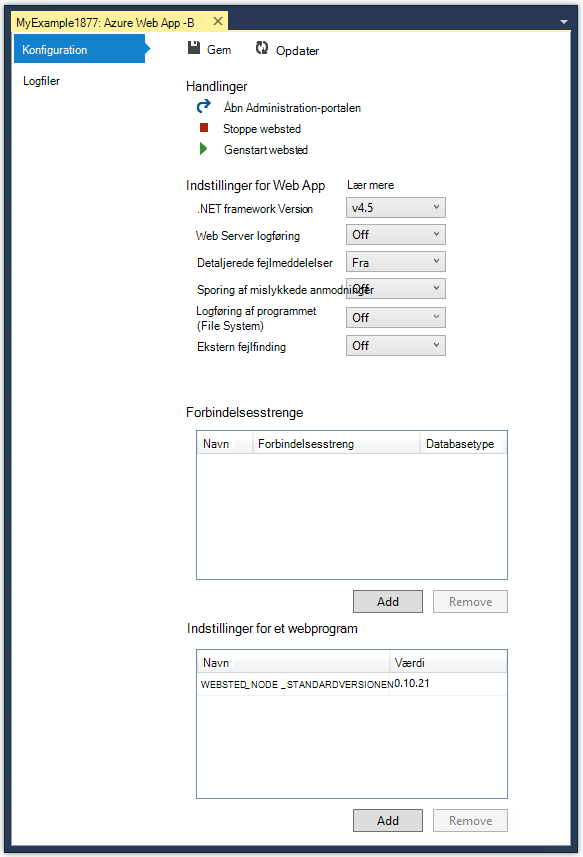 MyExample1877: Azure Web App -B
Konfiguration
Gem
Opdater
Logfiler
Handlinger
Åbn Administration-portalen
Stoppe websted
Genstart websted
Indstillinger for Web App Lær mere
.NET framework Version v4.5
Web Server logføring Off
Detaljerede fejlmeddelelser Fra
Sporing af mislykkede anmodninger Off
Logføring af programmet
(File System) Off
Ekstern fejlfinding Off
Forbindelsesstrenge
Navn Forbindelsesstreng Databasetype
Add Remove
Indstillinger for et webprogram
Navn Værdi
WEBSTED_NODE _STANDARDVERSIONEN 0.10.21
Add Remove